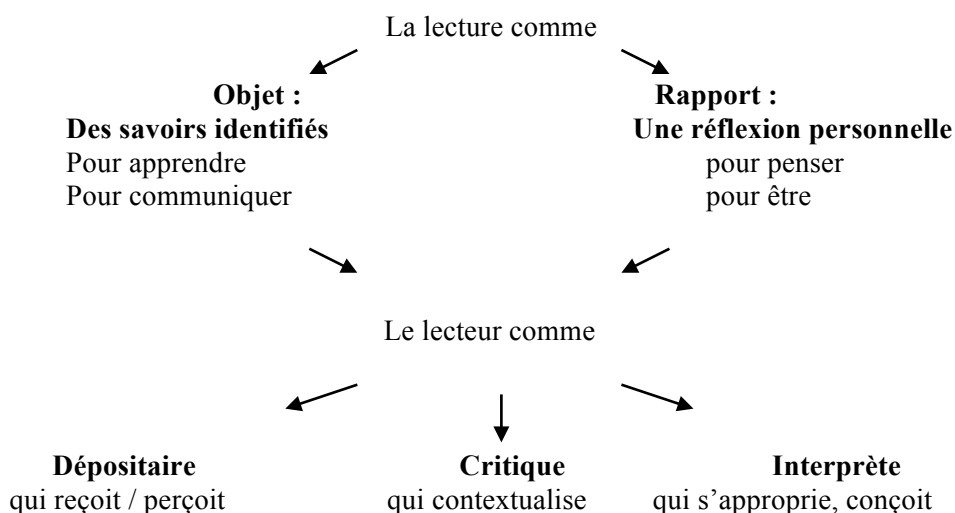 La lecture comme
Objet :
Des savoirs identifiés
Pour apprendre
Pour communiquer
Rapport :
Une réflexion personnelle
pour penser
pour être
Le lecteur comme
Dépositaire
qui reçoit / perçoit
Critique
qui contextualise
Interprète
qui s’approprie, conçoit